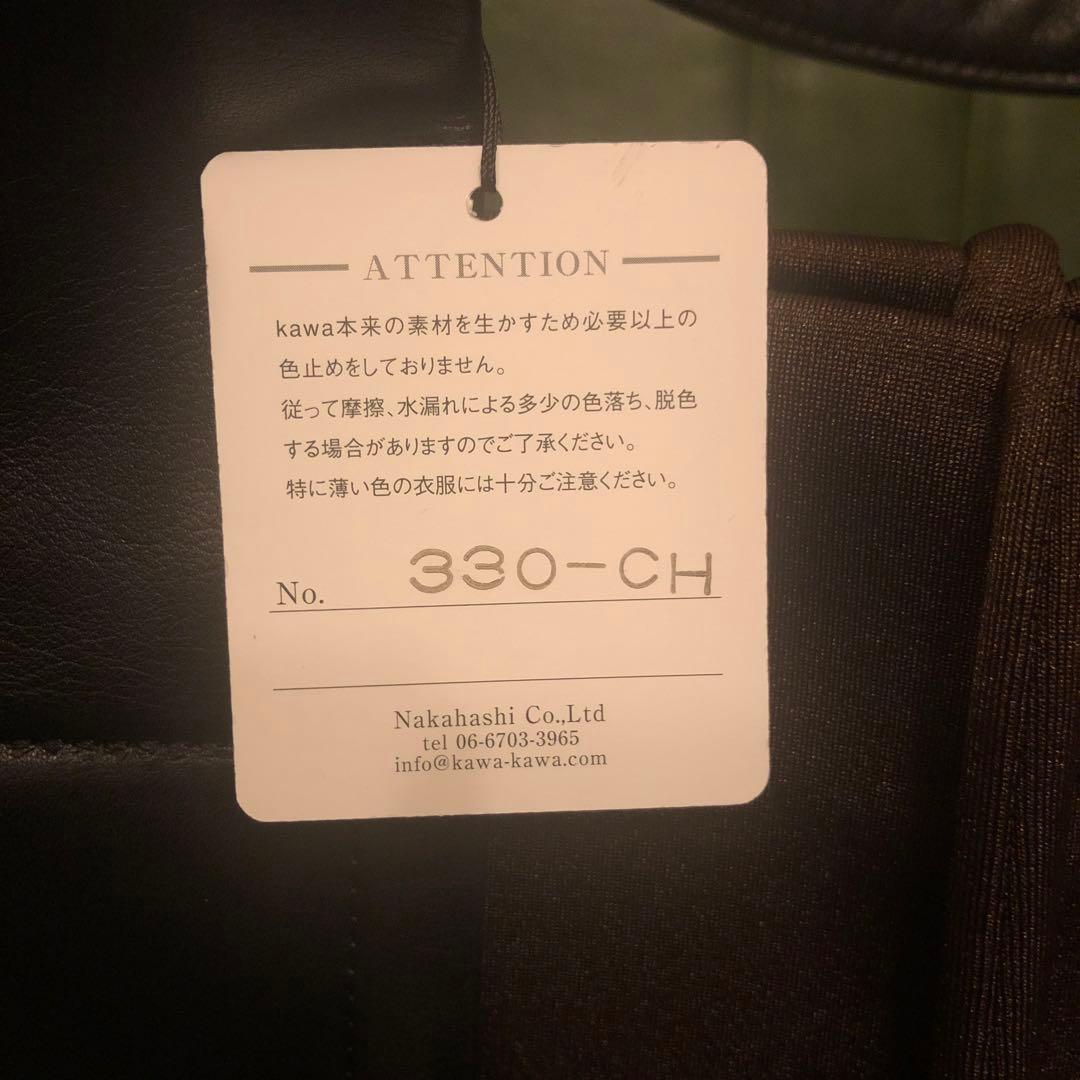 ATTENTION
kawa本来の素材を生かすため必要以上の
色止めをしておりません。
従って摩擦、水漏れによる多少の色落ち、脱色
する場合がありますのでご了承ください。
特に薄い色の衣服には十分ご注意ください。
No. 330-CH
Nakahashi Co.,Ltd
tel 06-6703-3965
info@kawa-kawa.com